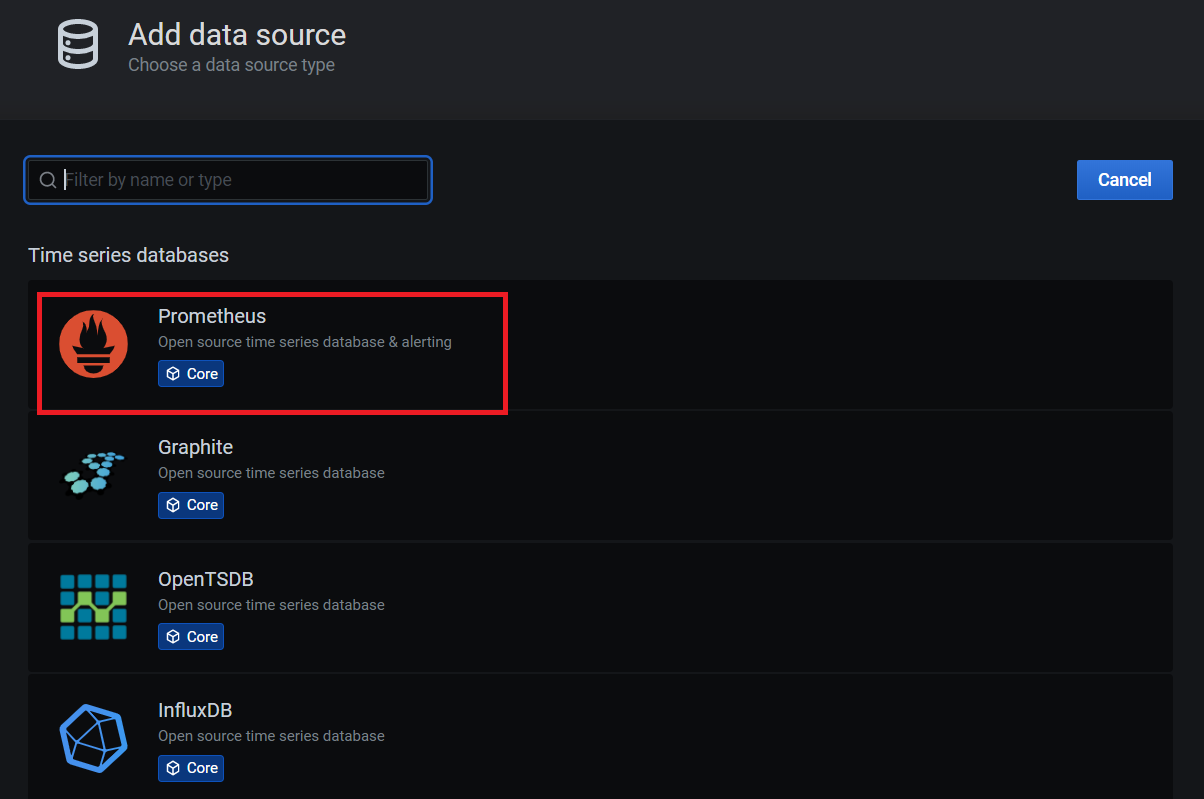 Add data source
Choose a data source type
Filter by name or type
Cancel
Time series databases
Prometheus
Open source time series database & alerting
Core
Graphite
Open source time series database
Core
OpenTSDB
Open source time series database
Core
InfluxDB
Open source time series database
Core